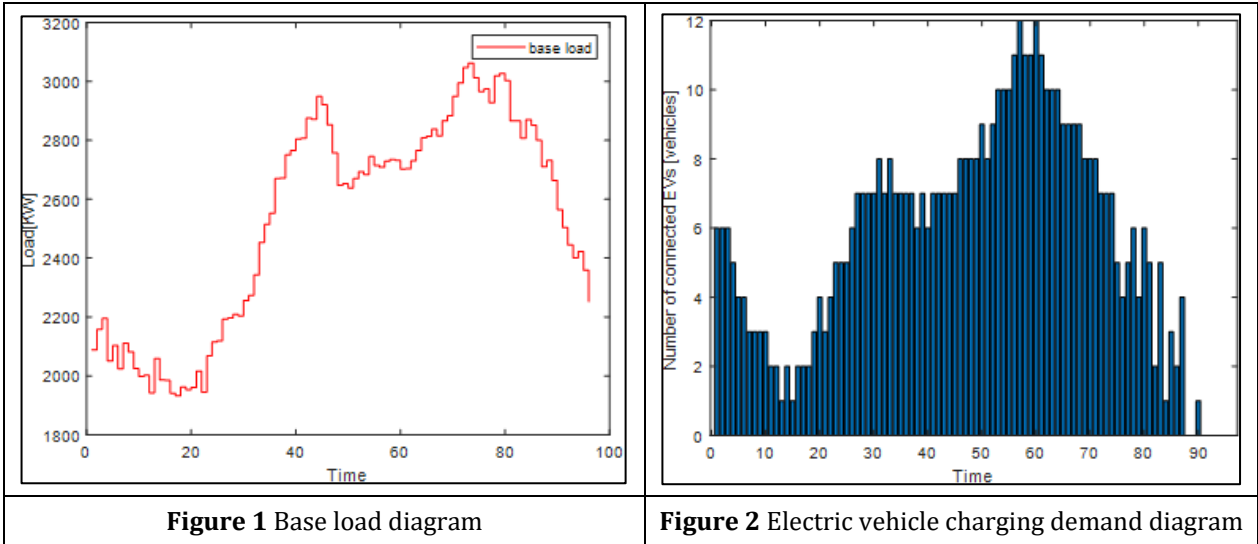 3200
3000
2800
2600
2400
2200
2000
1800
Load[KW]
base load
0 20 40 60 80 100
Time
12
10
8
6
4
2
0
Number of connected EVs [vehicles]
0 10 20 30 40 50 60 70 80 90
Time
Figure 1 Base load diagram
Figure 2 Electric vehicle charging demand diagram